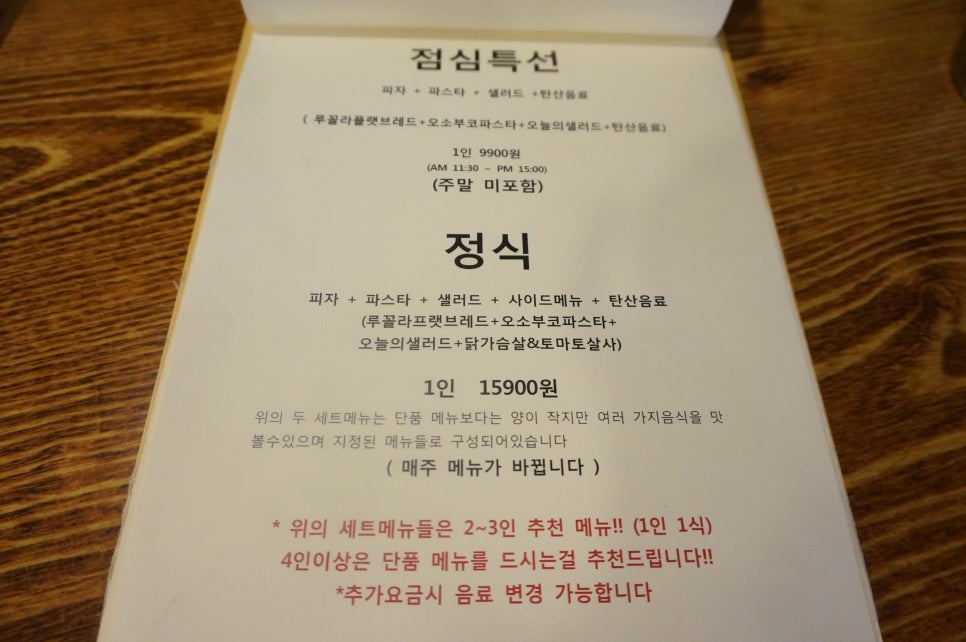 점심특선
피자 + 파스타 + 샐러드 +탄산음료
( 루꼴라플랫브레드+오소부코파스타+오늘의샐러드+탄산음료)
1인 9900원
(AM 11:30 ~ PM 15:00)
(주말 미포함)
정식
피자 + 파스타 + 샐러드 + 사이드메뉴 + 탄산음료
(루꼴라프랫브레드+오소부코파스타+
오늘의샐러드+닭가슴살&토마토살사)
1인 15900원
위의 두 세트메뉴는 단품 메뉴보다는 양이 작지만 여러 가지음식을 맛
볼수있으며 지정된 메뉴들로 구성되어있습니다
( 매주 메뉴가 바뀝니다 )
* 위의 세트메뉴들은 2~3인 추천 메뉴!! (1인 1식)
4인이상은 단품 메뉴를 드시는걸 추천드립니다!!
*추가요금시 음료 변경 가능합니다